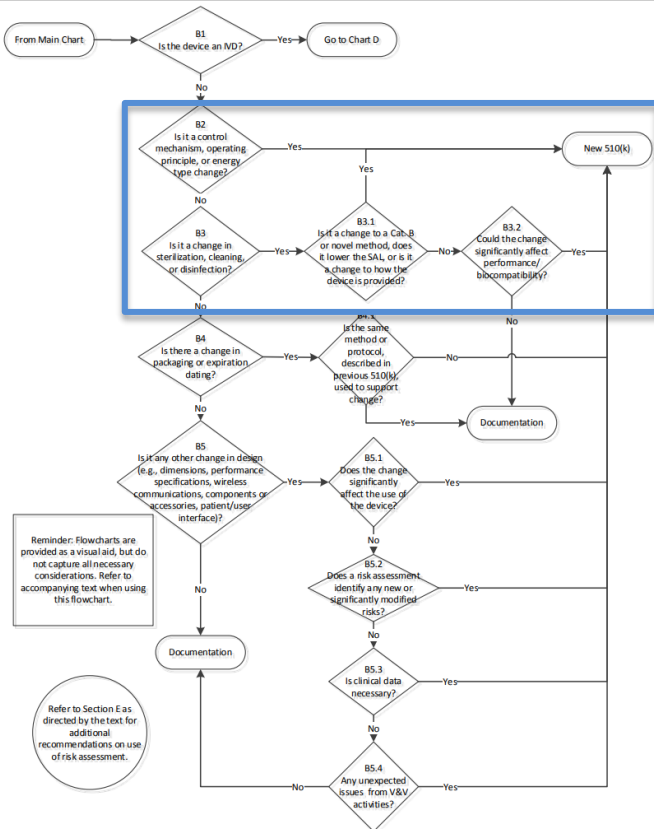 From Main Chart
B1
Is the device an IVD?
Yes
Go to Chart D
No
B2
Is it a control
mechanism, operating
principle, or energy
type change?
Yes
New 510(k)
Yes
No
B3
Is it a change in
sterilization, cleaning,
or disinfection?
Yes
B3.1
Is it a change to a Cat. B
or novel method, does
it lower the SAL, or is it
a change to how the
device is provided?
No
B3.2
Could the change
significantly affect
performance/
biocompatibility?
Yes
No
No
B4
Is there a change in
packaging or expiration
dating?
Yes
B4.1
Is the same
method or
protocol,
described in
previous 510(k),
used to support
change?
No
Yes
Documentation
No
B5
Is it any other change in design
(e.g., dimensions, performance
specifications, wireless
communications, components or
accessories, patient/user
interface)?
Yes
B5.1
Does the change
significantly
affect the use of
the device?
Yes
No
Reminder: Flowcharts are
provided as a visual aid, but do
not capture all necessary
considerations. Refer to
accompanying text when using
this flowchart.
No
B5.2
Does a risk assessment
identify any new or
significantly modified
risks?
Yes
No
Documentation
B5.3
Is clinical data
necessary?
Yes
No
Refer to Section E as
directed by the text for
additional
recommendations on use
of risk assessment.
B5.4
Any unexpected
issues from V&V
activities?
No
Yes